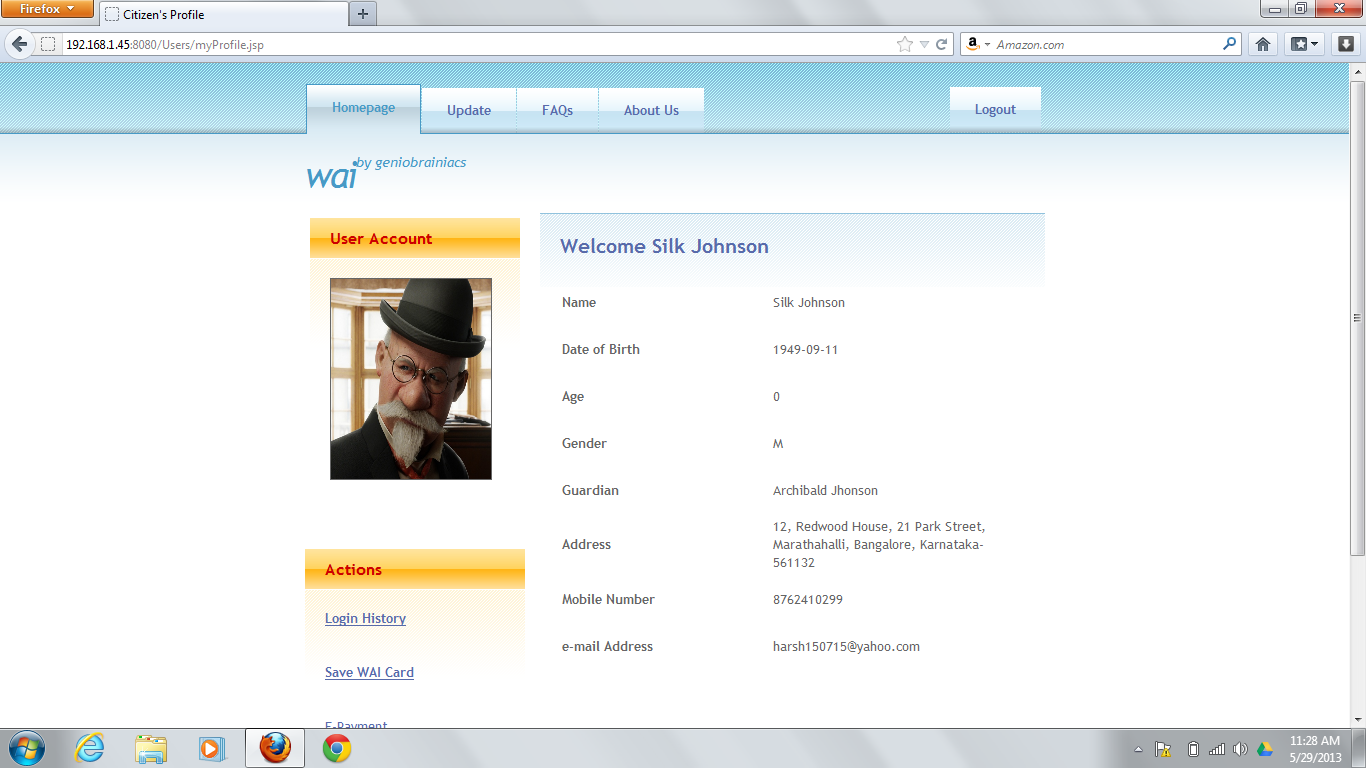 Firefox
Citizen's Profile
192.168.1.45:8080/Users/myProfile.jsp
Amazon.com
Homepage
Update
FAQs
About Us
Logout
wai by geniobrainiacs
User Account
Welcome Silk Johnson
Name Silk Johnson
Date of Birth 1949-09-11
Age 0
Gender M
Guardian Archibald Jhonson
Address 12, Redwood House, 21 Park Street,
Marathahalli, Bangalore, Karnataka-
561132
Mobile Number 8762410299
e-mail Address harsh150715@yahoo.com
Actions
Login History
Save WAI Card
E-Payment
11:28 AM
5/29/2013